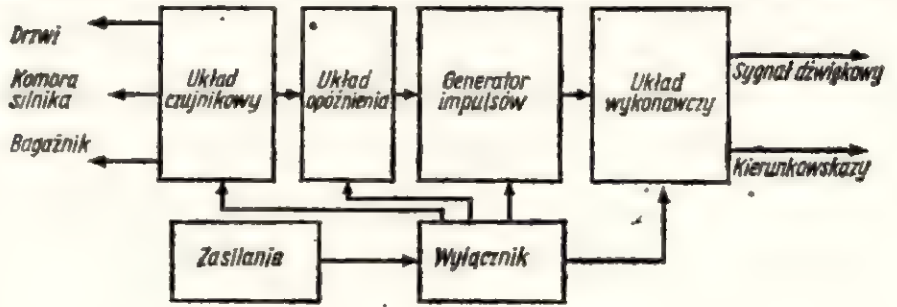 Drzwi
Komora
silnika
Bagażnik
Układ
czujnikowy
Układ
opóźnienia
Generator
impulsów
Układ
wykonawczy
Sygnał dźwiękowy
Kierunkowskazy
Zasilanie
Wyłącznik